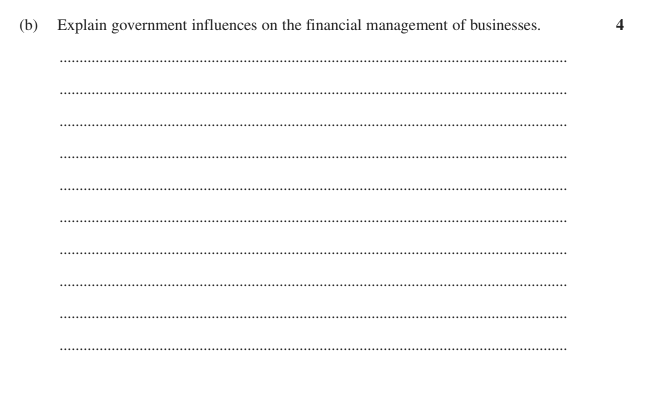 (b) Explain government influences on the financial management of businesses. 4